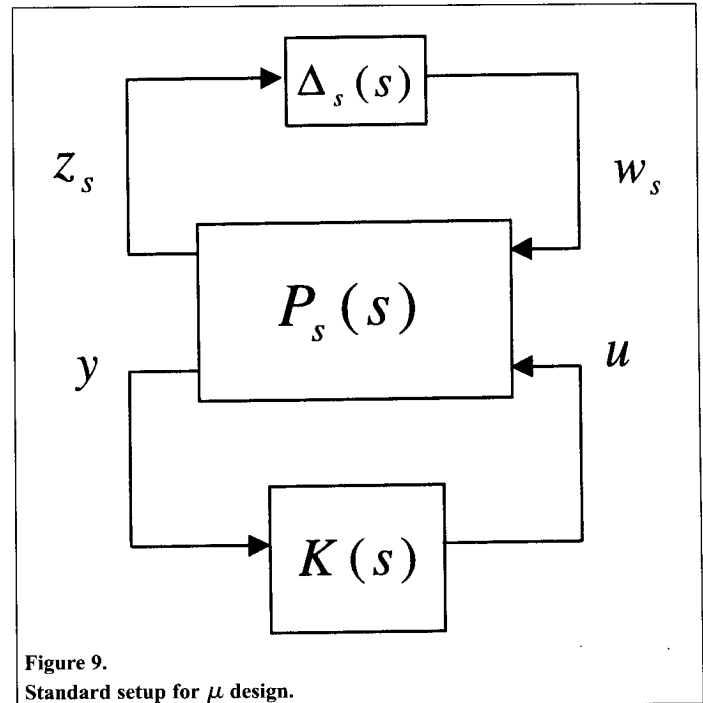 Δ_s(s)
z_s
w_s
P_s(s)
y
u
K(s)
Figure 9.
Standard setup for μ design.